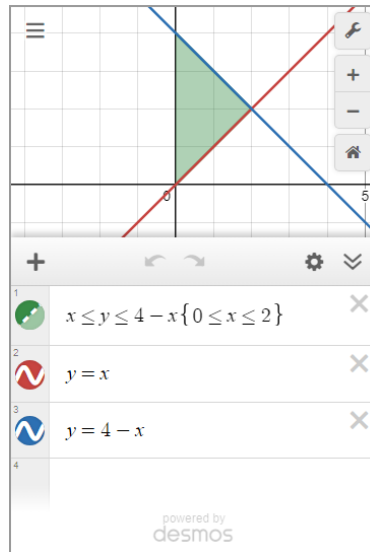 0
5
1
x ≤ y ≤ 4 − x{0 ≤ x ≤ 2}
2
y = x
3
y = 4 − x
4
powered by
desmos